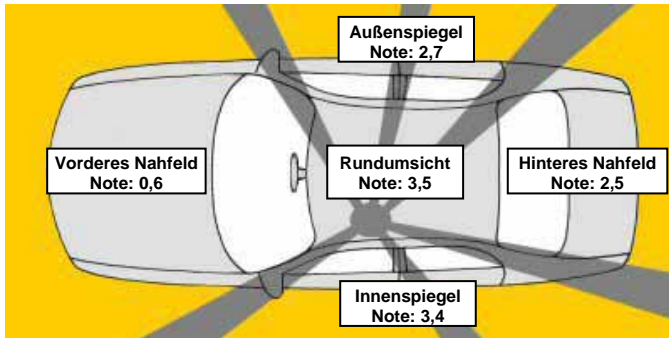 Außenspiegel
Note: 2,7
Vorderes Nahfeld
Note: 0,6
Rundumsicht
Note: 3,5
Hinteres Nahfeld
Note: 2,5
Innenspiegel
Note: 3,4